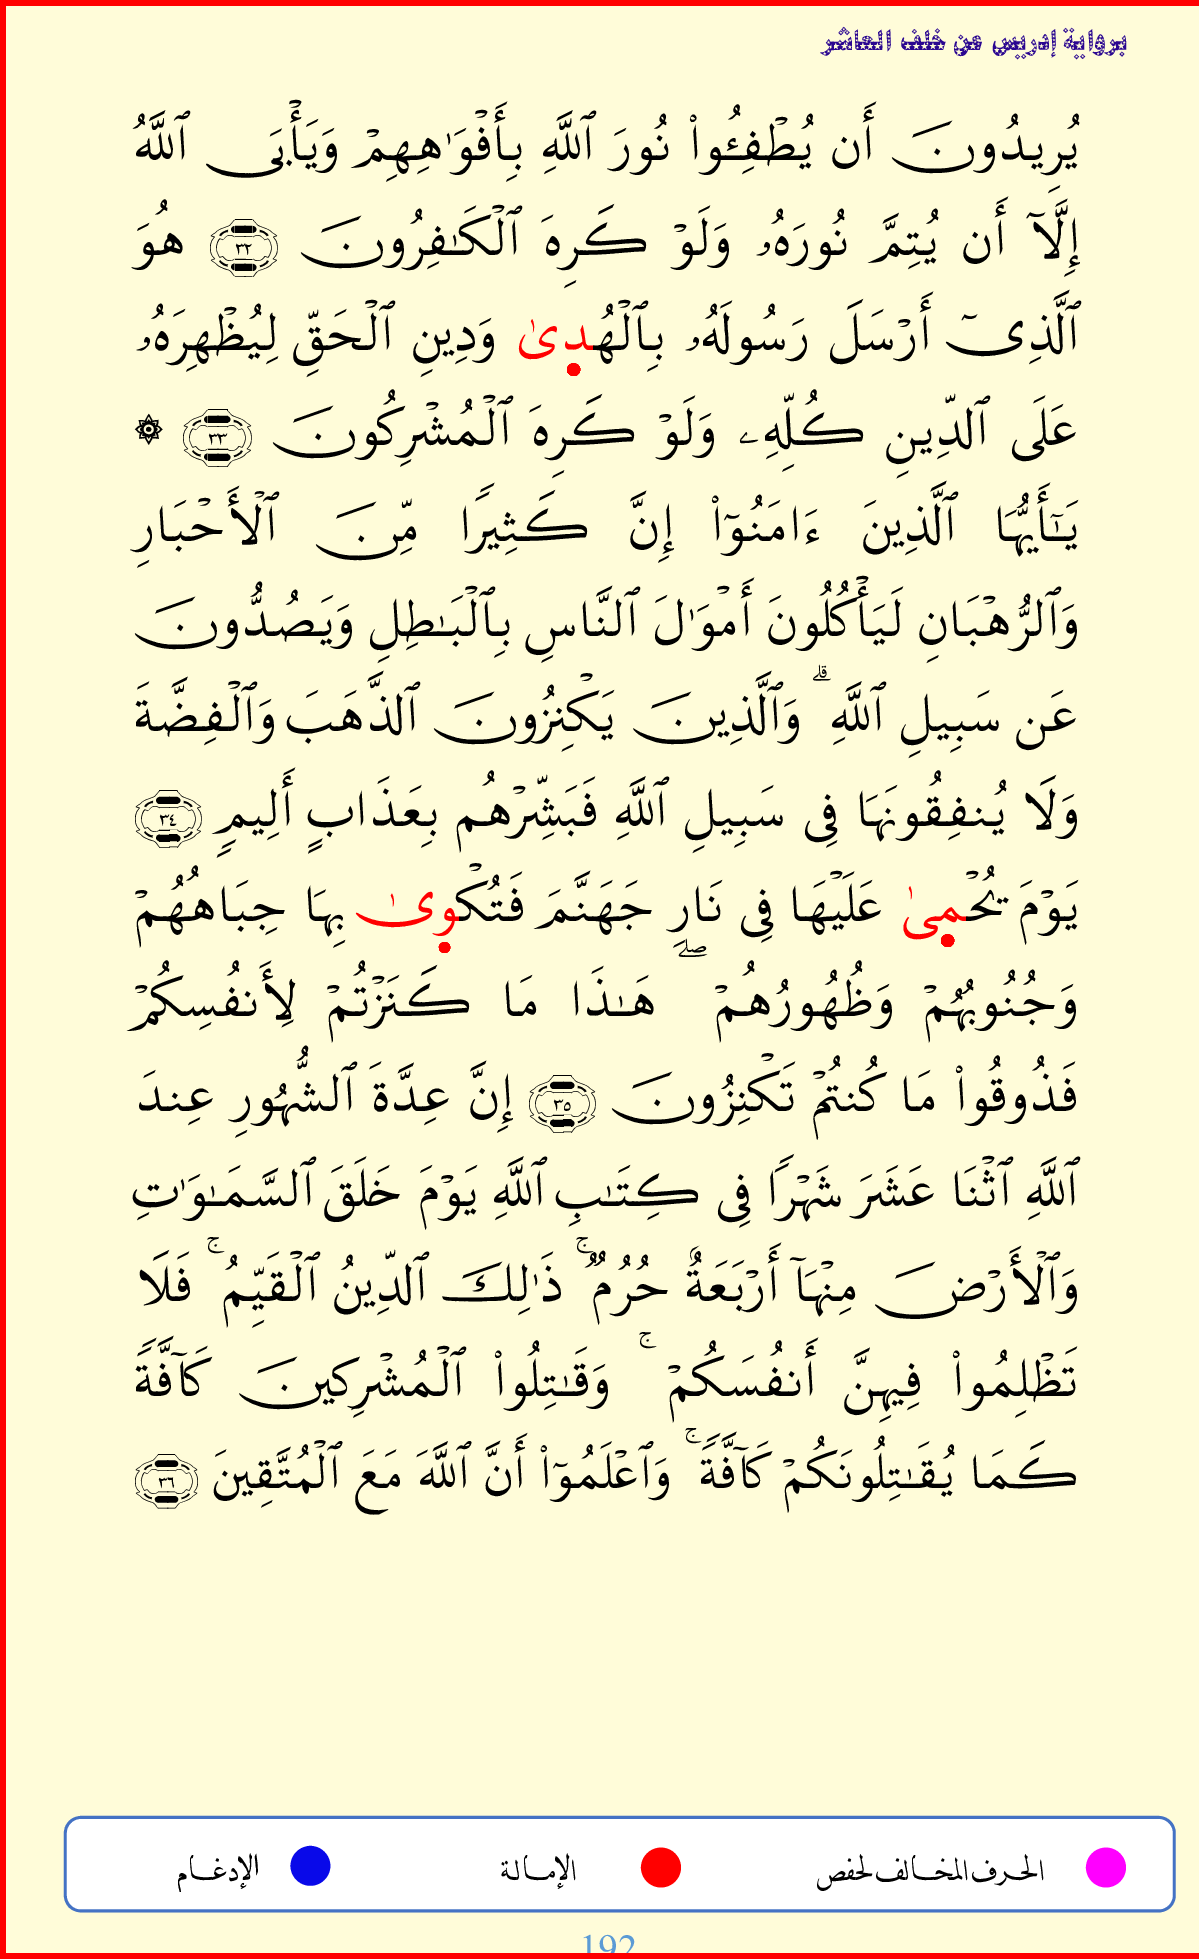 برواية إدريس عن خلف العاشر
يُرِيدُونَ أَن يُطْفِـُٔوا۟ نُورَ ٱللَّهِ بِأَفْوَٰهِهِمْ وَيَأْبَى ٱللَّهُ
إِلَّآ أَن يُتِمَّ نُورَهُۥ وَلَوْ كَرِهَ ٱلْكَـٰفِرُونَ ٣٢ هُوَ
ٱلَّذِىٓ أَرْسَلَ رَسُولَهُۥ بِٱلْهُدِىٰ وَدِينِ ٱلْحَقِّ لِيُظْهِرَهُۥ
عَلَى ٱلدِّينِ كُلِّهِۦ وَلَوْ كَرِهَ ٱلْمُشْرِكُونَ ٣٣ ۞
يَـٰٓأَيُّهَا ٱلَّذِينَ ءَامَنُوٓا۟ إِنَّ كَثِيرًا مِّنَ ٱلْأَحْبَارِ
وَٱلرُّهْبَانِ لَيَأْكُلُونَ أَمْوَٰلَ ٱلنَّاسِ بِٱلْبَـٰطِلِ وَيَصُدُّونَ
عَن سَبِيلِ ٱللَّهِ ۗ وَٱلَّذِينَ يَكْنِزُونَ ٱلذَّهَبَ وَٱلْفِضَّةَ
وَلَا يُنفِقُونَهَا فِى سَبِيلِ ٱللَّهِ فَبَشِّرْهُم بِعَذَابٍ أَلِيمٍ ٣٤
يَوْمَ يُحْمِىٰ عَلَيْهَا فِى نَارِ جَهَنَّمَ فَتُكْوِىٰ بِهَا جِبَاهُهُمْ
وَجُنُوبُهُمْ وَظُهُورُهُمْ ۖ هَـٰذَا مَا كَنَزْتُمْ لِأَنفُسِكُمْ
فَذُوقُوا۟ مَا كُنتُمْ تَكْنِزُونَ ٣٥ إِنَّ عِدَّةَ ٱلشُّهُورِ عِندَ
ٱللَّهِ ٱثْنَا عَشَرَ شَهْرًا فِى كِتَـٰبِ ٱللَّهِ يَوْمَ خَلَقَ ٱلسَّمَـٰوَٰتِ
وَٱلْأَرْضَ مِنْهَآ أَرْبَعَةٌ حُرُمٌ ۚ ذَٰلِكَ ٱلدِّينُ ٱلْقَيِّمُ ۚ فَلَا
تَظْلِمُوا۟ فِيهِنَّ أَنفُسَكُمْ ۚ وَقَـٰتِلُوا۟ ٱلْمُشْرِكِينَ كَآفَّةً
كَمَا يُقَـٰتِلُونَكُمْ كَآفَّةً ۚ وَٱعْلَمُوٓا۟ أَنَّ ٱللَّهَ مَعَ ٱلْمُتَّقِينَ ٣٦
الحرف المخالف لحفص الإمالة الإدغام
192